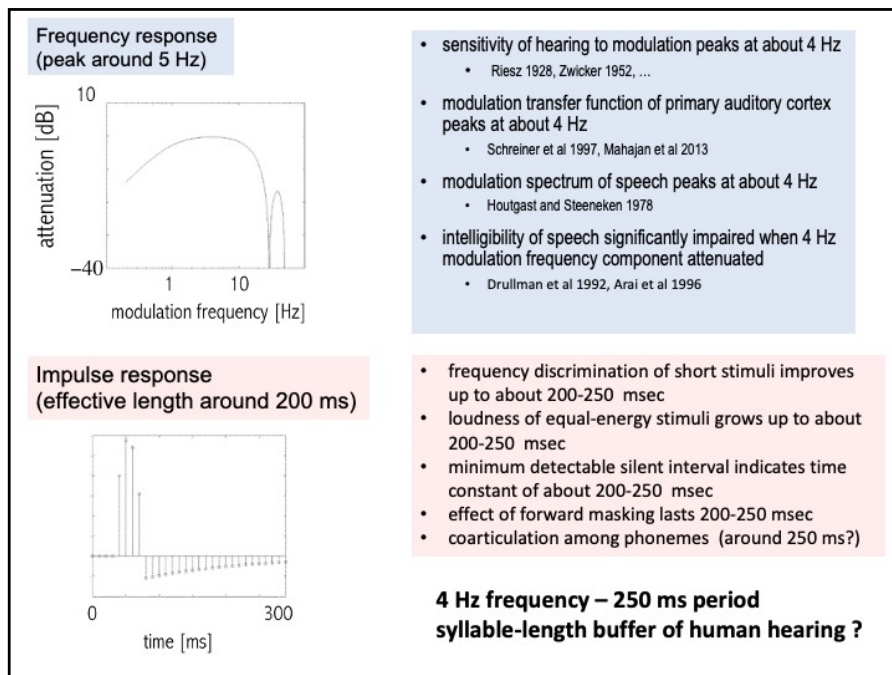 Frequency response
(peak around 5 Hz)
10
attenuation [dB]
−40
1
10
modulation frequency [Hz]
• sensitivity of hearing to modulation peaks at about 4 Hz
• Riesz 1928, Zwicker 1952, ...
• modulation transfer function of primary auditory cortex
peaks at about 4 Hz
• Schreiner et al 1997, Mahajan et al 2013
• modulation spectrum of speech peaks at about 4 Hz
• Houtgast and Steeneken 1978
• intelligibility of speech significantly impaired when 4 Hz
modulation frequency component attenuated
• Drullman et al 1992, Arai et al 1996
Impulse response
(effective length around 200 ms)
0
300
time [ms]
• frequency discrimination of short stimuli improves
up to about 200-250 msec
• loudness of equal-energy stimuli grows up to about
200-250 msec
• minimum detectable silent interval indicates time
constant of about 200-250 msec
• effect of forward masking lasts 200-250 msec
• coarticulation among phonemes (around 250 ms?)
4 Hz frequency – 250 ms period
syllable-length buffer of human hearing ?